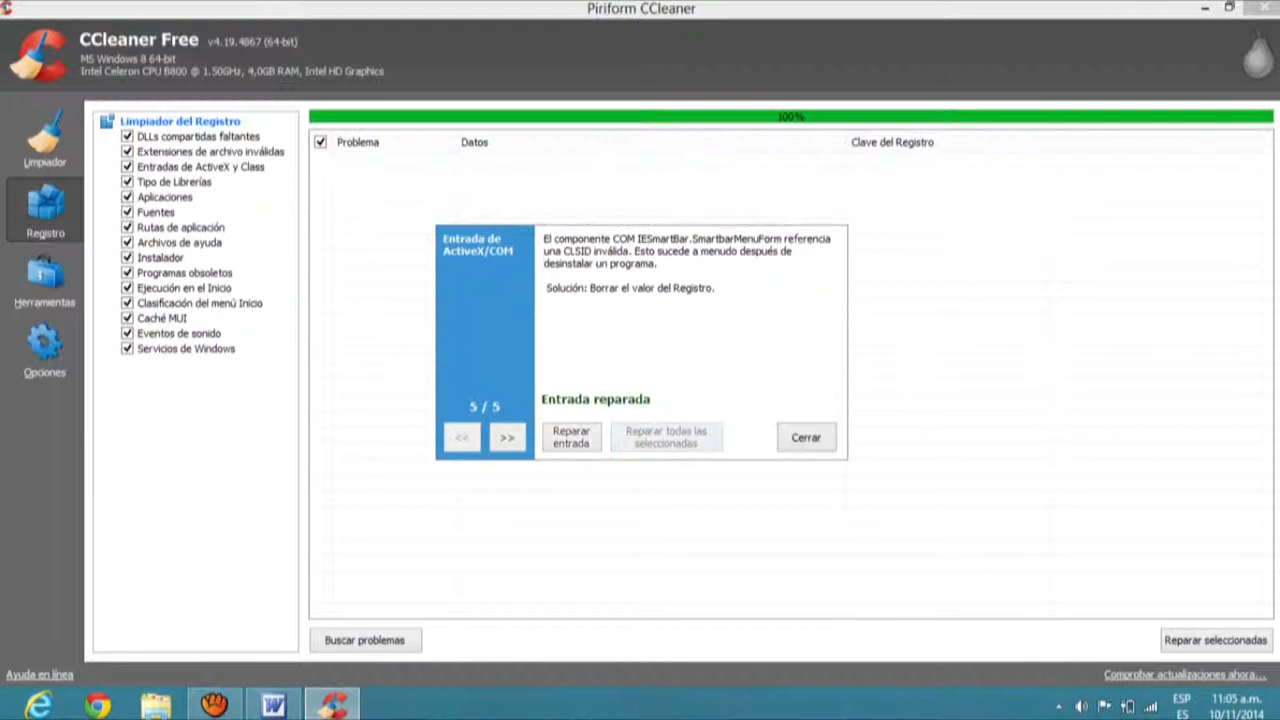 Piriform CCleaner
CCleaner Free v4.19.4867 (64-bit)
MS Windows 8 64-bit
Intel Celeron CPU B800 @ 1.50GHz, 4,0GB RAM, Intel HD Graphics
Limpiador
Registro
Herramientas
Opciones
Limpiador del Registro
DLLs compartidas faltantes
Extensiones de archivo inválidas
Entradas de ActiveX y Class
Tipo de Librerías
Aplicaciones
Fuentes
Rutas de aplicación
Archivos de ayuda
Instalador
Programas obsoletos
Ejecución en el Inicio
Clasificación del menú Inicio
Caché MUI
Eventos de sonido
Servicios de Windows
100%
Problema Datos Clave del Registro
Entrada de
ActiveX/COM
5 / 5
<< >>
El componente COM IESmartBar.SmartbarMenuForm referencia
una CLSID inválida. Esto sucede a menudo después de
desinstalar un programa.
Solución: Borrar el valor del Registro.
Entrada reparada
Reparar
entrada
Reparar todas las
seleccionadas
Cerrar
Buscar problemas
Reparar seleccionadas
Ayuda en línea
Comprobar actualizaciones ahora...
ESP
ES
11:05 a.m.
10/11/2014